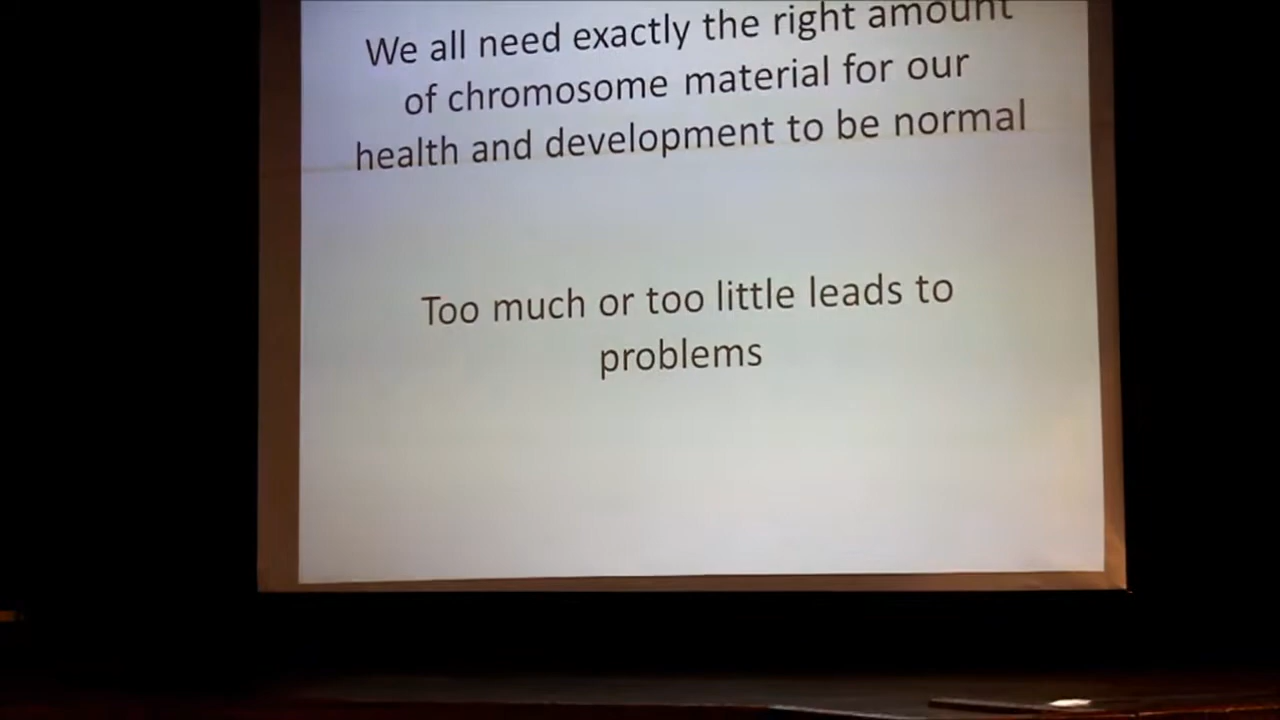 We all need exactly the right amount
of chromosome material for our
health and development to be normal
Too much or too little leads to
problems